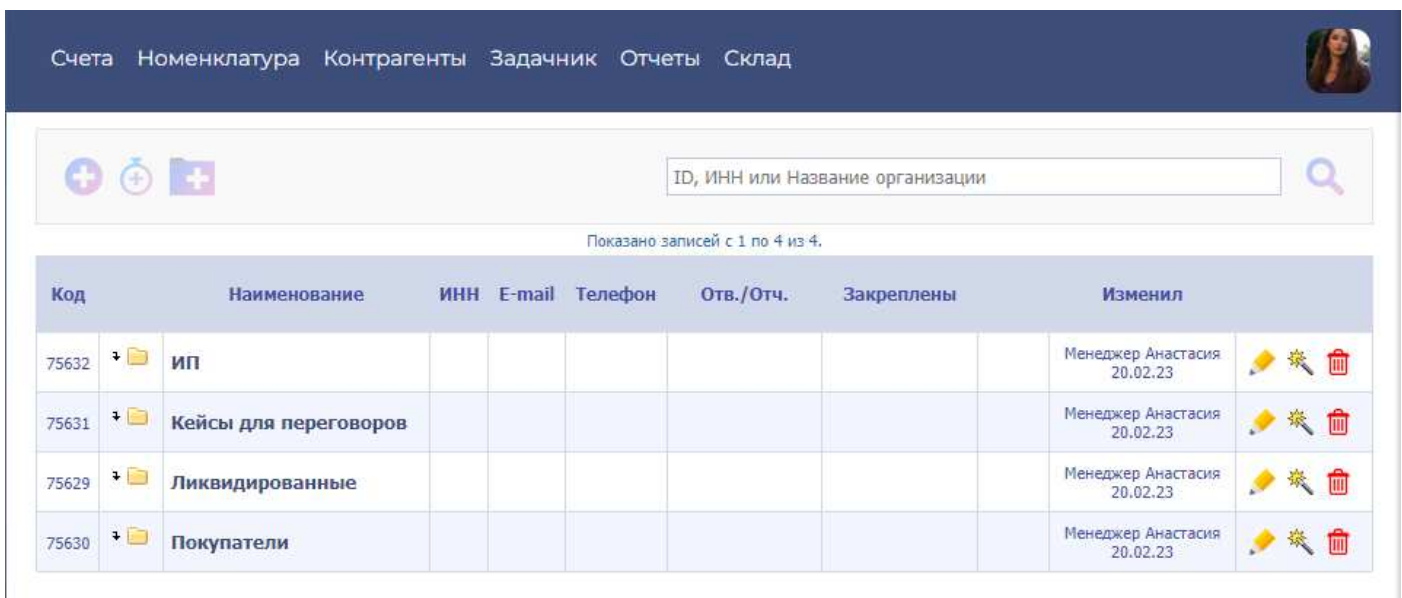 Счета Номенклатура Контрагенты Задачник Отчеты Склад
ID, ИНН или Название организации
Показано записей с 1 по 4 из 4.
Код Наименование ИНН E-mail Телефон Отв./Отч. Закреплены Изменил
75632 ИП Менеджер Анастасия
20.02.23
75631 Кейсы для переговоров Менеджер Анастасия
20.02.23
75629 Ликвидированные Менеджер Анастасия
20.02.23
75630 Покупатели Менеджер Анастасия
20.02.23